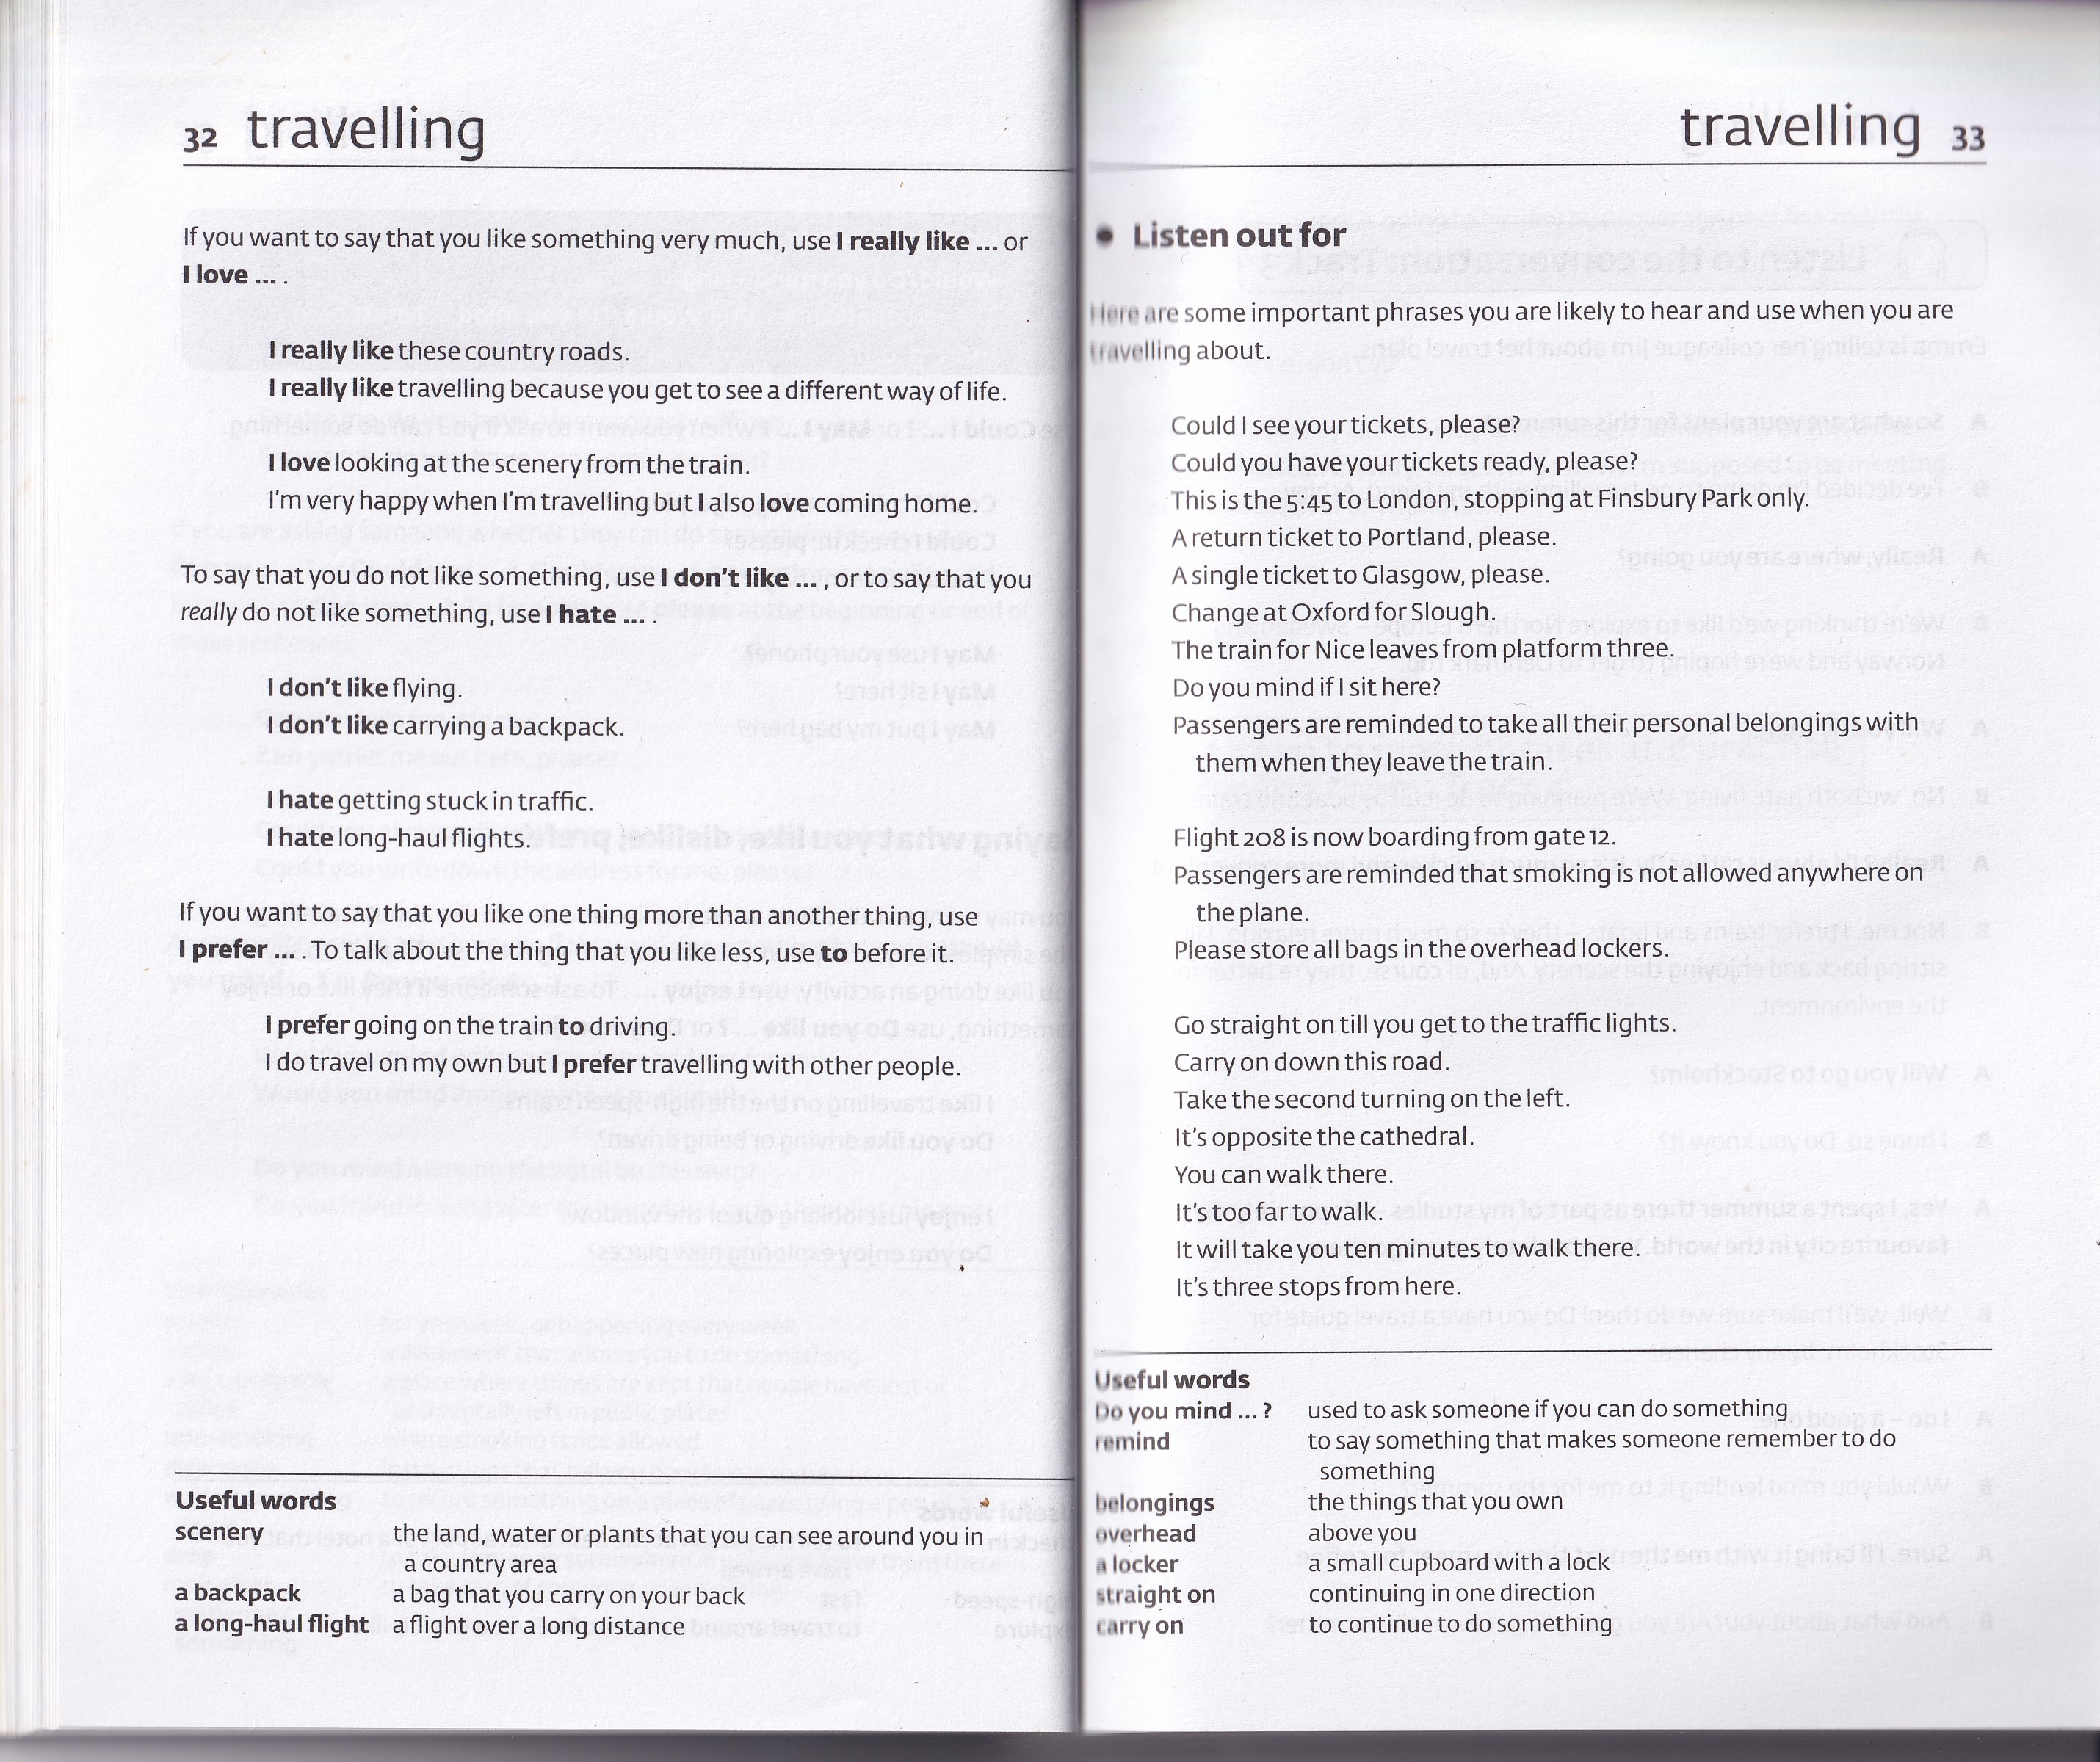 32 travelling
If you want to say that you like something very much, use I really like ... or
I love ... .
I really like these country roads.
I really like travelling because you get to see a different way of life.
I love looking at the scenery from the train.
I'm very happy when I'm travelling but I also love coming home.
To say that you do not like something, use I don't like ... , or to say that you
really do not like something, use I hate ... .
I don't like flying.
I don't like carrying a backpack.
I hate getting stuck in traffic.
I hate long-haul flights.
If you want to say that you like one thing more than another thing, use
I prefer ... . To talk about the thing that you like less, use to before it.
I prefer going on the train to driving.
I do travel on my own but I prefer travelling with other people.
Useful words
scenery the land, water or plants that you can see around you in
a country area
a backpack a bag that you carry on your back
a long-haul flight a flight over a long distance
travelling 33
• Listen out for
Here are some important phrases you are likely to hear and use when you are
travelling about.
Could I see your tickets, please?
Could you have your tickets ready, please?
This is the 5:45 to London, stopping at Finsbury Park only.
A return ticket to Portland, please.
A single ticket to Glasgow, please.
Change at Oxford for Slough.
The train for Nice leaves from platform three.
Do you mind if I sit here?
Passengers are reminded to take all their personal belongings with
them when they leave the train.
Flight 208 is now boarding from gate 12.
Passengers are reminded that smoking is not allowed anywhere on
the plane.
Please store all bags in the overhead lockers.
Go straight on till you get to the traffic lights.
Carry on down this road.
Take the second turning on the left.
It's opposite the cathedral.
You can walk there.
It's too far to walk.
It will take you ten minutes to walk there.
It's three stops from here.
Useful words
Do you mind ... ? used to ask someone if you can do something
remind to say something that makes someone remember to do
something
belongings the things that you own
overhead above you
a locker a small cupboard with a lock
straight on continuing in one direction
carry on to continue to do something